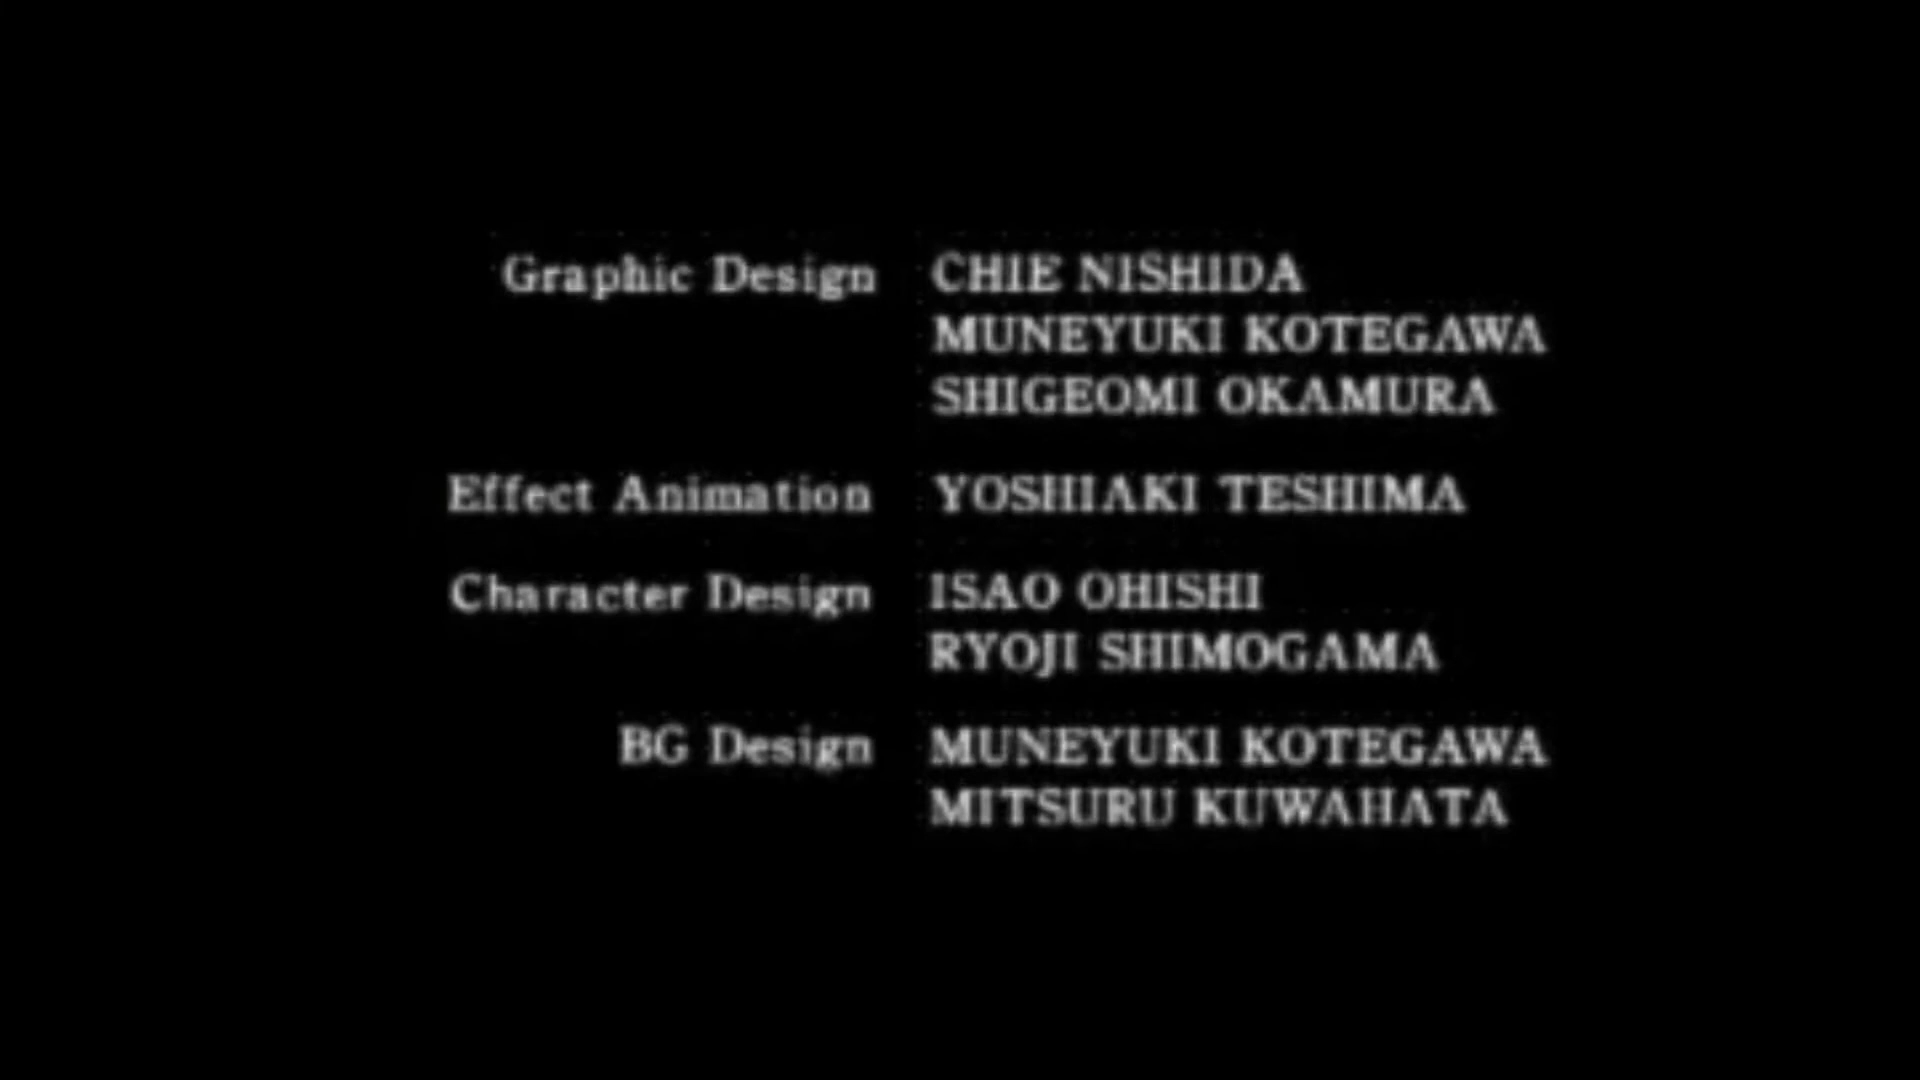 Graphic Design CHIE NISHIDA
MUNEYUKI KOTEGAWA
SHIGEOMI OKAMURA
Effect Animation YOSHIAKI TESHIMA
Character Design ISAO OHISHI
RYOJI SHIMOGAMA
BG Design MUNEYUKI KOTEGAWA
MITSURU KUWAHATA